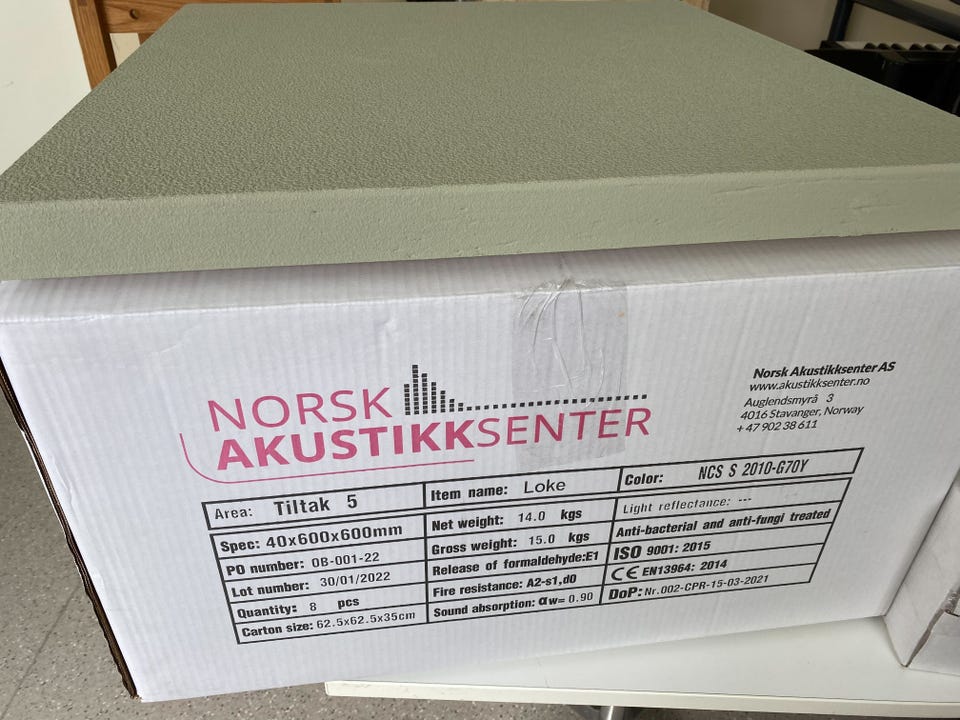 NORSK
AKUSTIKKSENTER
Norsk Akustikksenter AS
www.akustikksenter.no
Auglendsmyrå 3
4016 Stavanger, Norway
+ 47 902 38 611
Area: Tiltak 5
Spec: 40x600x600mm
PO number: OB-001-22
Lot number: 30/01/2022
Quantity: 8 pcs
Carton size: 62.5x62.5x35cm
Item name: Loke
Net weight: 14.0 kgs
Gross weight: 15.0 kgs
Release of formaldehyde:E1
Fire resistance: A2-s1,d0
Sound absorption: αw= 0.90
Color: NCS S 2010-G70Y
Light reflectance: ---
Anti-bacterial and anti-fungi treated
ISO 9001: 2015
CE EN13964: 2014
DoP: Nr.002-CPR-15-03-2021